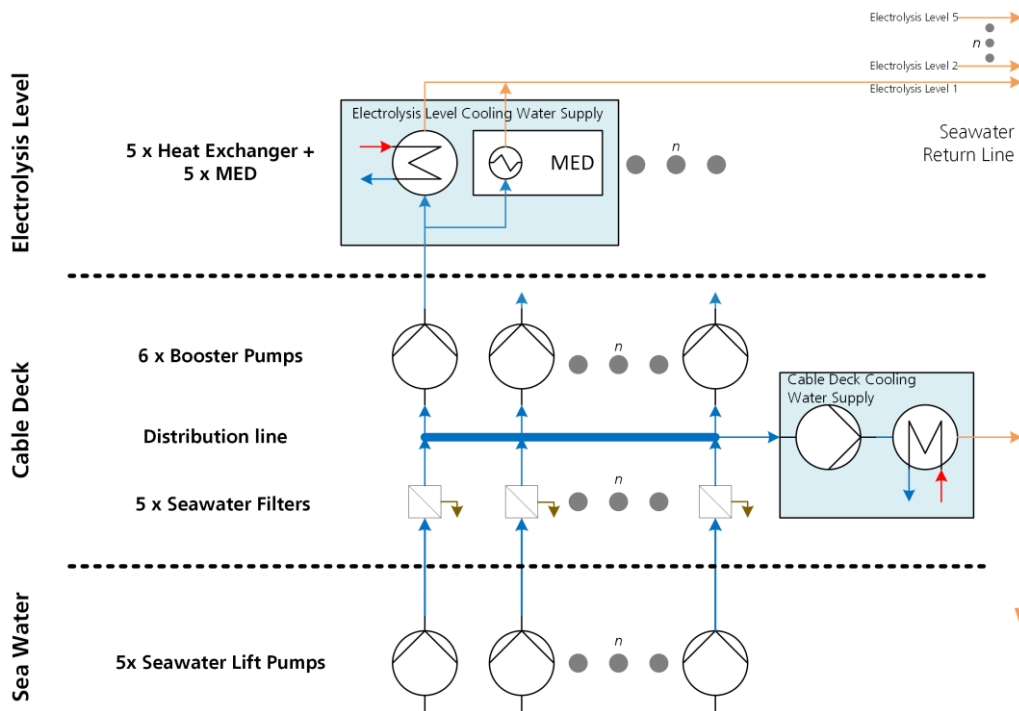 Electrolysis Level 5
n
Electrolysis Level 2
Electrolysis Level 1
Seawater
Return Line
Electrolysis Level
Electrolysis Level Cooling Water Supply
5 x Heat Exchanger +
5 x MED
MED
n
Cable Deck
6 x Booster Pumps
n
Cable Deck Cooling
Water Supply
Distribution line
5 x Seawater Filters
n
Sea Water
5x Seawater Lift Pumps
n